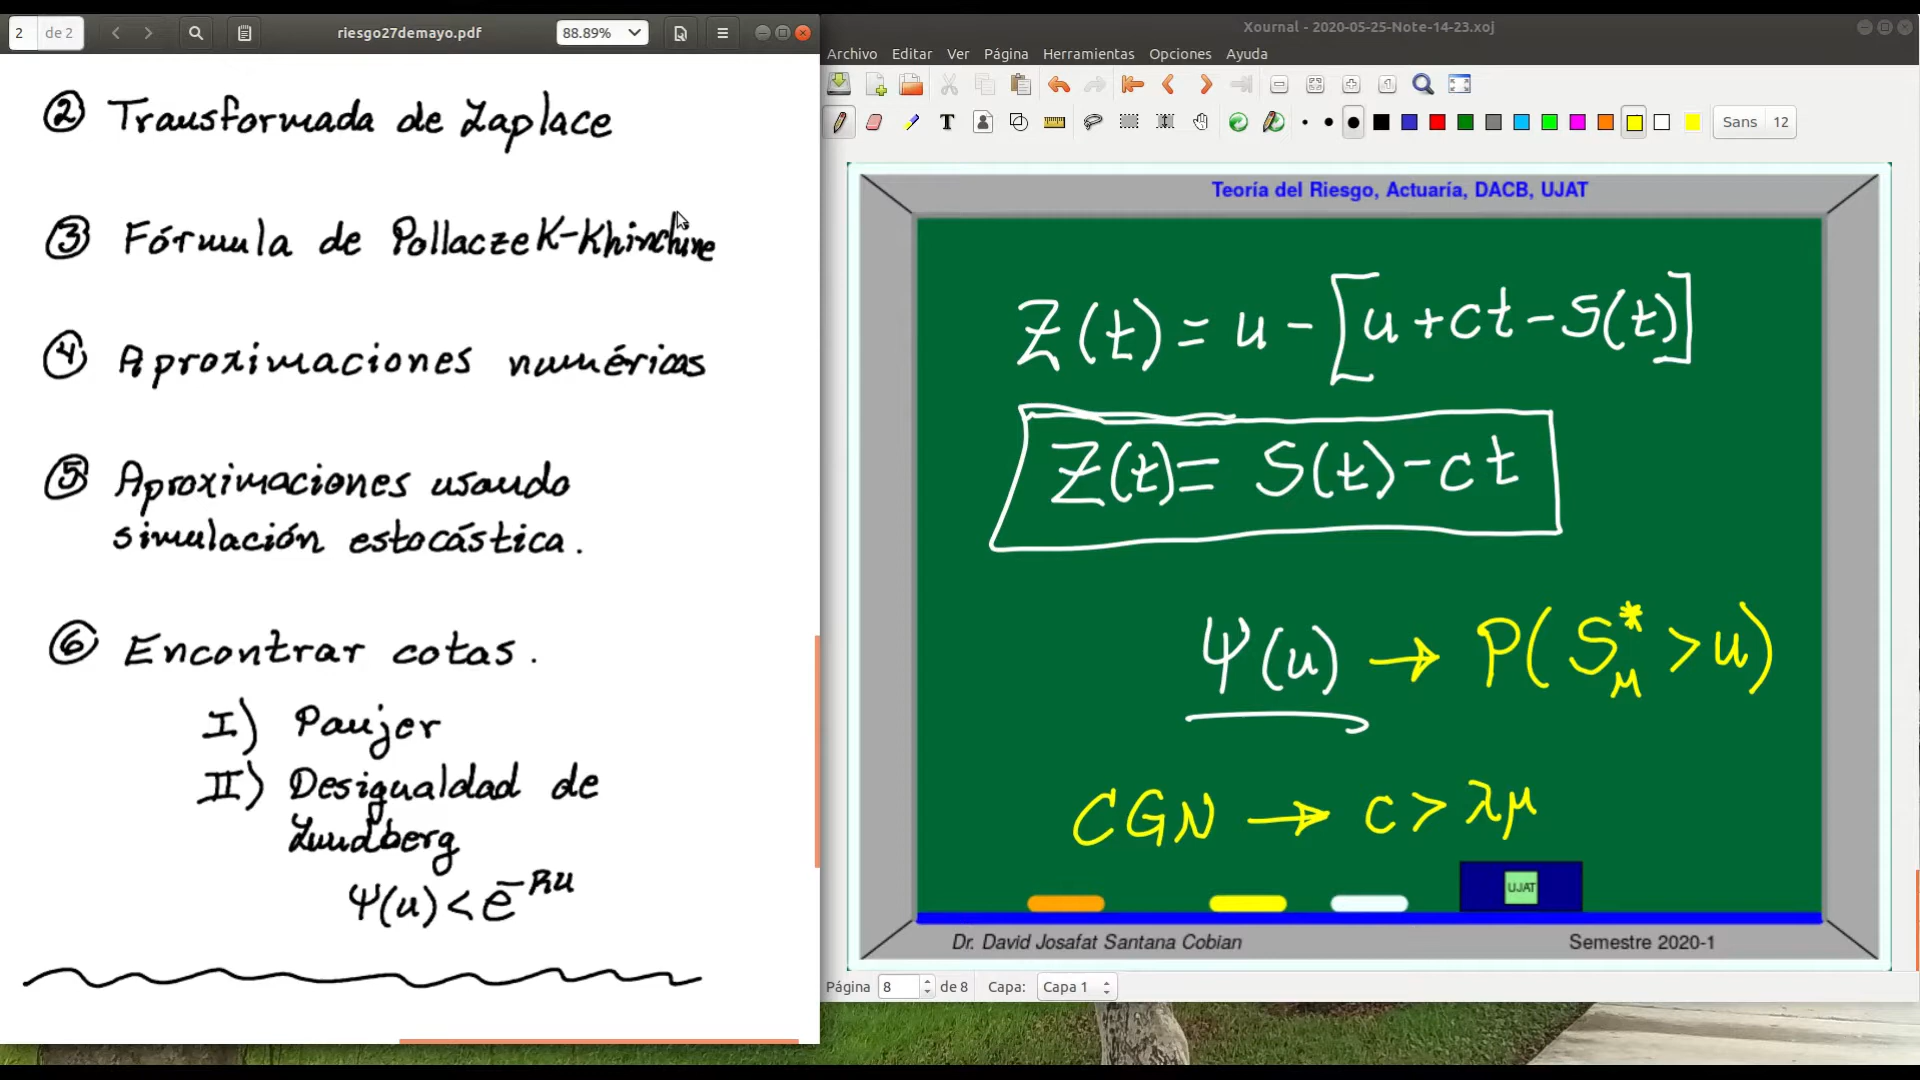 2 de 2 riesgo27demayo.pdf 88.89%
② Transformada de Laplace
③ Fórmula de Pollaczek-Khinchine
④ Aproximaciones numéricas
⑤ Aproximaciones usando
simulación estocástica.
⑥ Encontrar cotas.
I) Panjer
II) Desigualdad de
Lundberg
Ψ(u) < e^-Ru
Xournal - 2020-05-25-Note-14-23.xoj
Archivo Editar Ver Página Herramientas Opciones Ayuda
Sans 12
Teoría del Riesgo, Actuaría, DACB, UJAT
Z(t) = u - [u + ct - S(t)]
Z(t) = S(t) - ct
Ψ(u) → P(S*_μ > u)
CGN → c > λμ
UJAT
Dr. David Josafat Santana Cobian Semestre 2020-1
Página 8 de 8 Capa: Capa 1